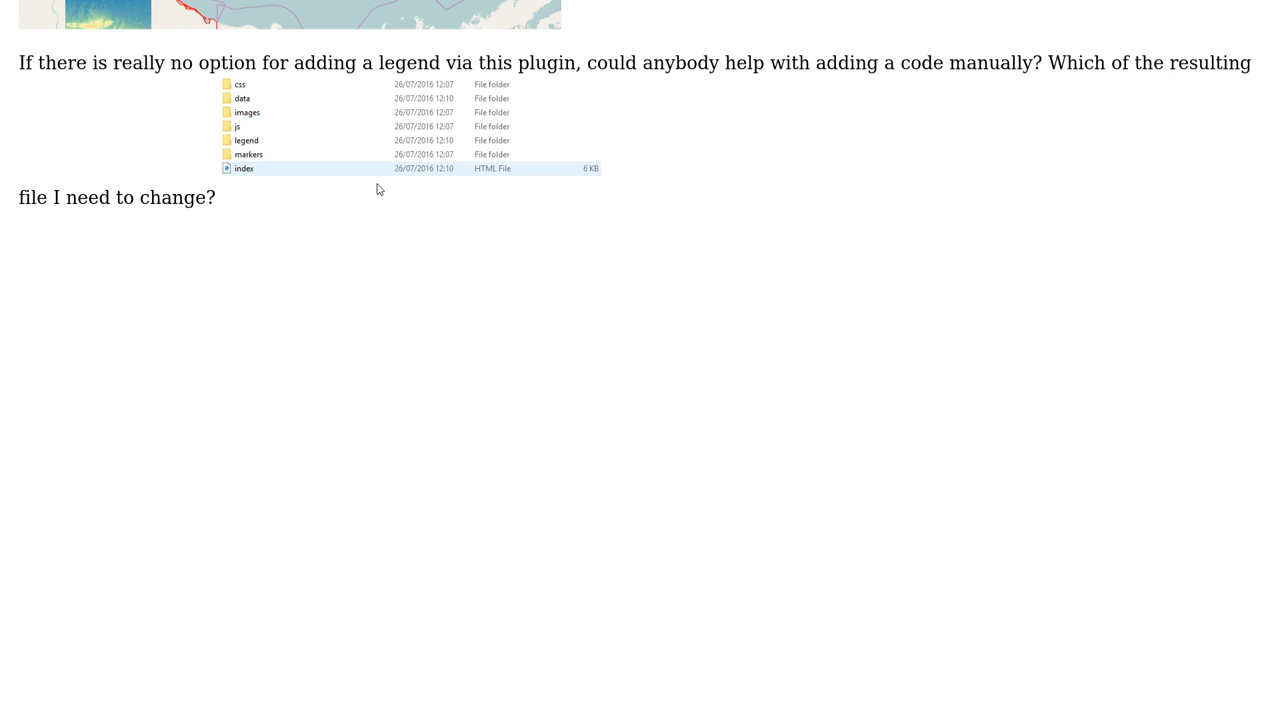 If there is really no option for adding a legend via this plugin, could anybody help with adding a code manually? Which of the resulting
css 26/07/2016 12:07 File folder
data 26/07/2016 12:10 File folder
images 26/07/2016 12:07 File folder
js 26/07/2016 12:07 File folder
legend 26/07/2016 12:10 File folder
markers 26/07/2016 12:07 File folder
index 26/07/2016 12:10 HTML File 6 KB
file I need to change?